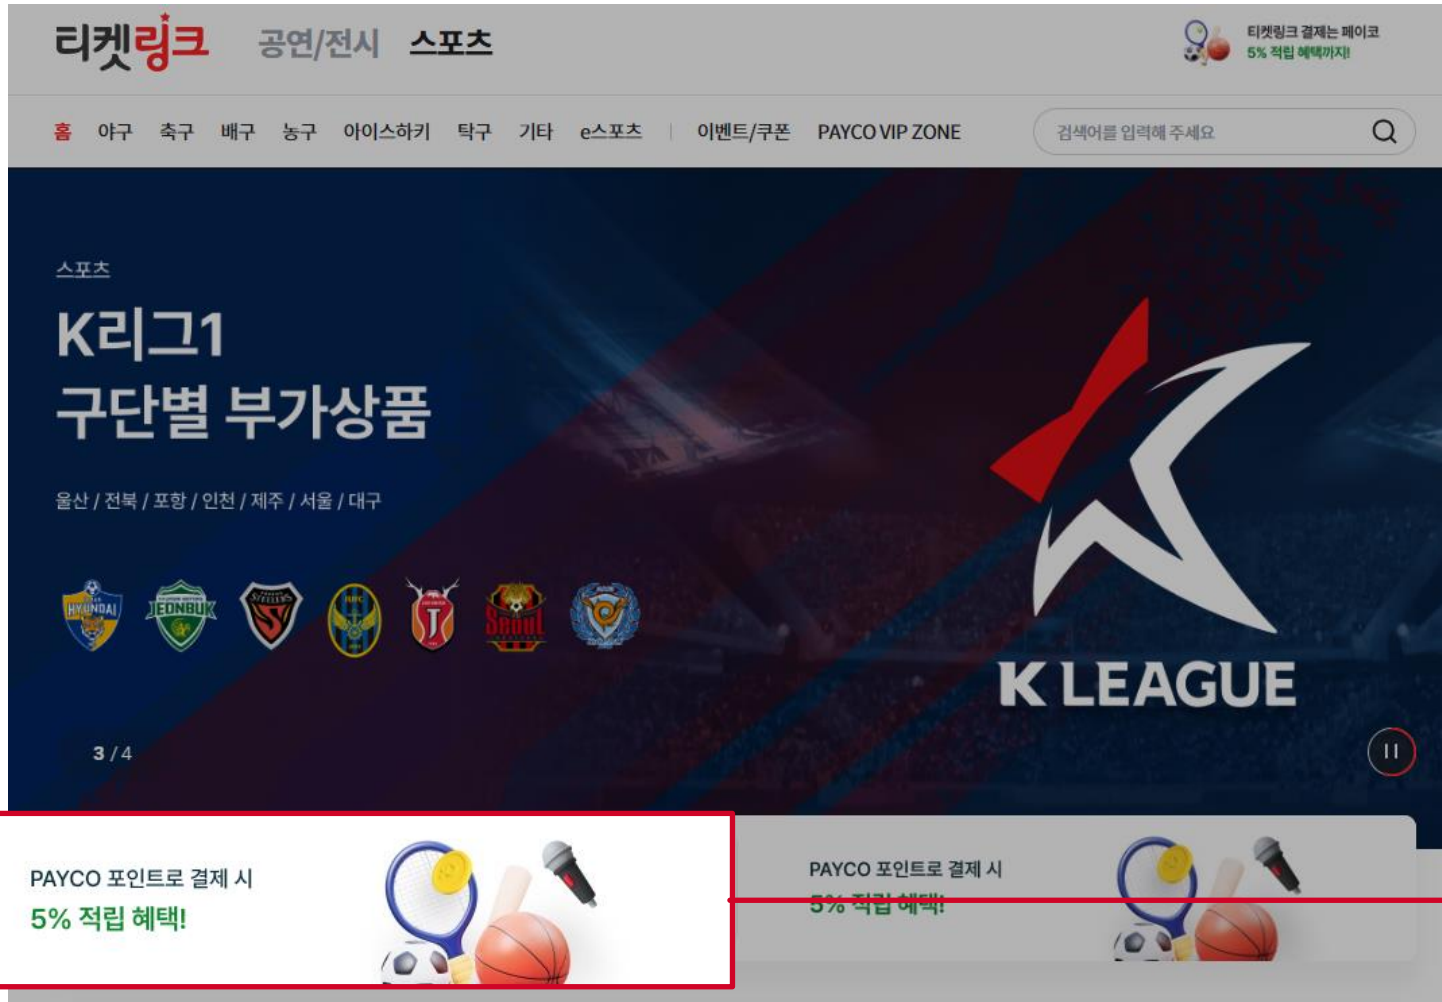 티켓링크 공연/전시 스포츠
티켓링크 결제는 페이코
5% 적립 혜택까지!
홈 야구 축구 배구 농구 아이스하키 탁구 기타 e스포츠 이벤트/쿠폰 PAYCO VIP ZONE 검색어를 입력해 주세요
스포츠
K리그1
구단별 부가상품
울산 / 전북 / 포항 / 인천 / 제주 / 서울 / 대구
HYUNDAI JEONBUK STEELERS Seoul
K LEAGUE
3 / 4
PAYCO 포인트로 결제 시
5% 적립 혜택!
PAYCO 포인트로 결제 시
5% 적립 혜택!